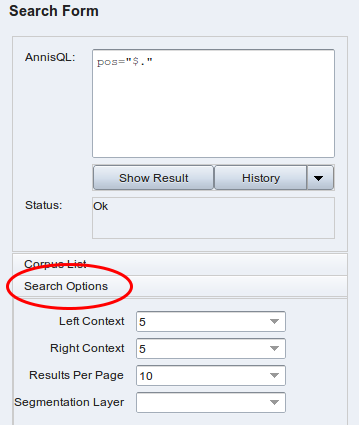 Search Form
AnnisQL:
pos="$."
Show Result
History
Status:
Ok
Corpus List
Search Options
Left Context
5
Right Context
5
Results Per Page
10
Segmentation Layer